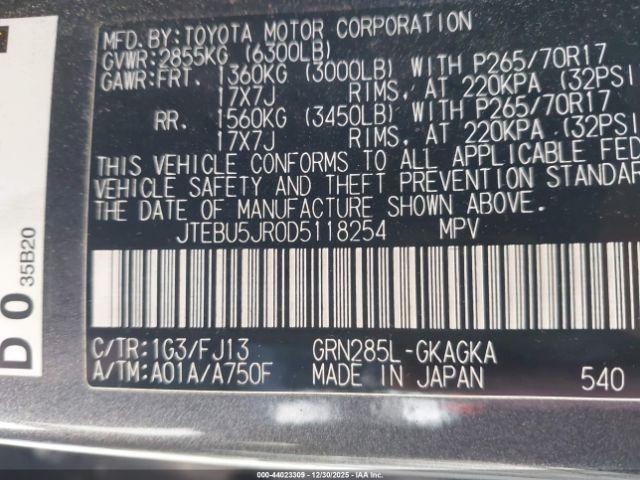 MFD. BY: TOYOTA MOTOR CORPORATION
GVWR: 2855KG (6300LB)
GAWR: FRT. 1360KG (3000LB) WITH P265/70R17
17X7J RIMS, AT 220KPA (32PSI
RR. 1560KG (3450LB) WITH P265/70R17
17X7J RIMS, AT 220KPA (32PSI
THIS VEHICLE CONFORMS TO ALL APPLICABLE FED
VEHICLE SAFETY AND THEFT PREVENTION STANDAR
THE DATE OF MANUFACTURE SHOWN ABOVE.
JTEBU5JR0D5118254 MPV
C/TR: 1G3/FJ13 GRN285L-GKAGKA
A/TM: A01A/A750F MADE IN JAPAN 540
D 0 35B20
<Stock No: "44023309 - 12/30/2025 - IAA, Inc.